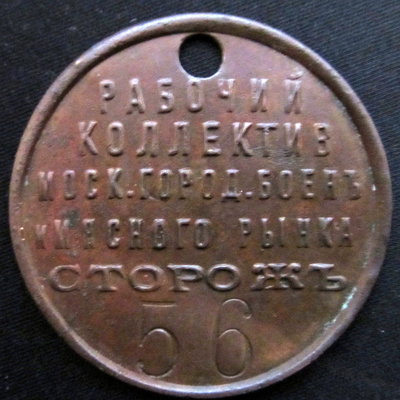 РАБОЧИЙ
КОЛЛЕКТИВ
МОСК.ГОРОД.БОЕНЪ
и МЯСНОГО РЫНКА
СТОРОЖЪ
56